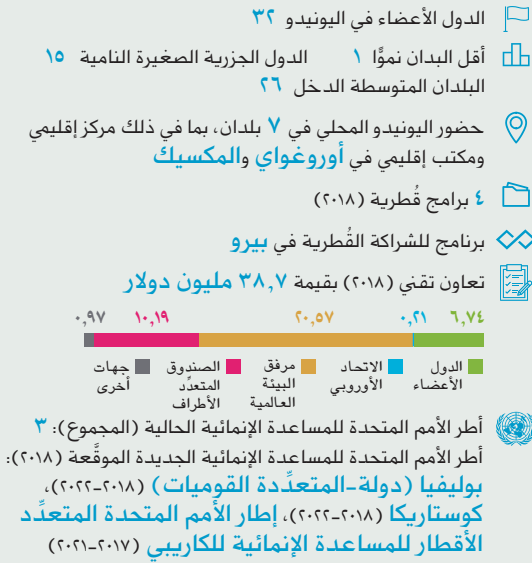 الدول الأعضاء في اليونيدو ٣٢
أقل البدان نموًّا ١ الدول الجزرية الصغيرة النامية ١٥
البلدان المتوسطة الدخل ٢٦
حضور اليونيدو المحلي في ٧ بلدان، بما في ذلك مركز إقليمي
ومكتب إقليمي في أوروغواي والمكسيك
٤ برامج قُطرية (٢٠١٨)
برنامج للشراكة القُطرية في بيرو
تعاون تقني (٢٠١٨) بقيمة ٣٨,٧ مليون دولار
٦,٧٤ ٠,٢١ ٢٠,٥٧ ١٠,١٩ ٠,٩٧
الدول الاتحاد مرفق الصندوق جهات
الأعضاء الأوروبي البيئة المتعدِّد أخرى
العالمية الأطراف
أطر الأمم المتحدة للمساعدة الإنمائية الحالية (المجموع): ٣
أطر الأمم المتحدة للمساعدة الإنمائية الجديدة الموقَّعة (٢٠١٨):
بوليفيا (دولة-المتعدِّدة القوميات) (٢٠١٨-٢٠٢٢)،
كوستاريكا (٢٠١٨-٢٠٢٢)، إطار الأمم المتحدة المتعدِّد
الأقطار للمساعدة الإنمائية للكاريبي (٢٠١٧-٢٠٢١)